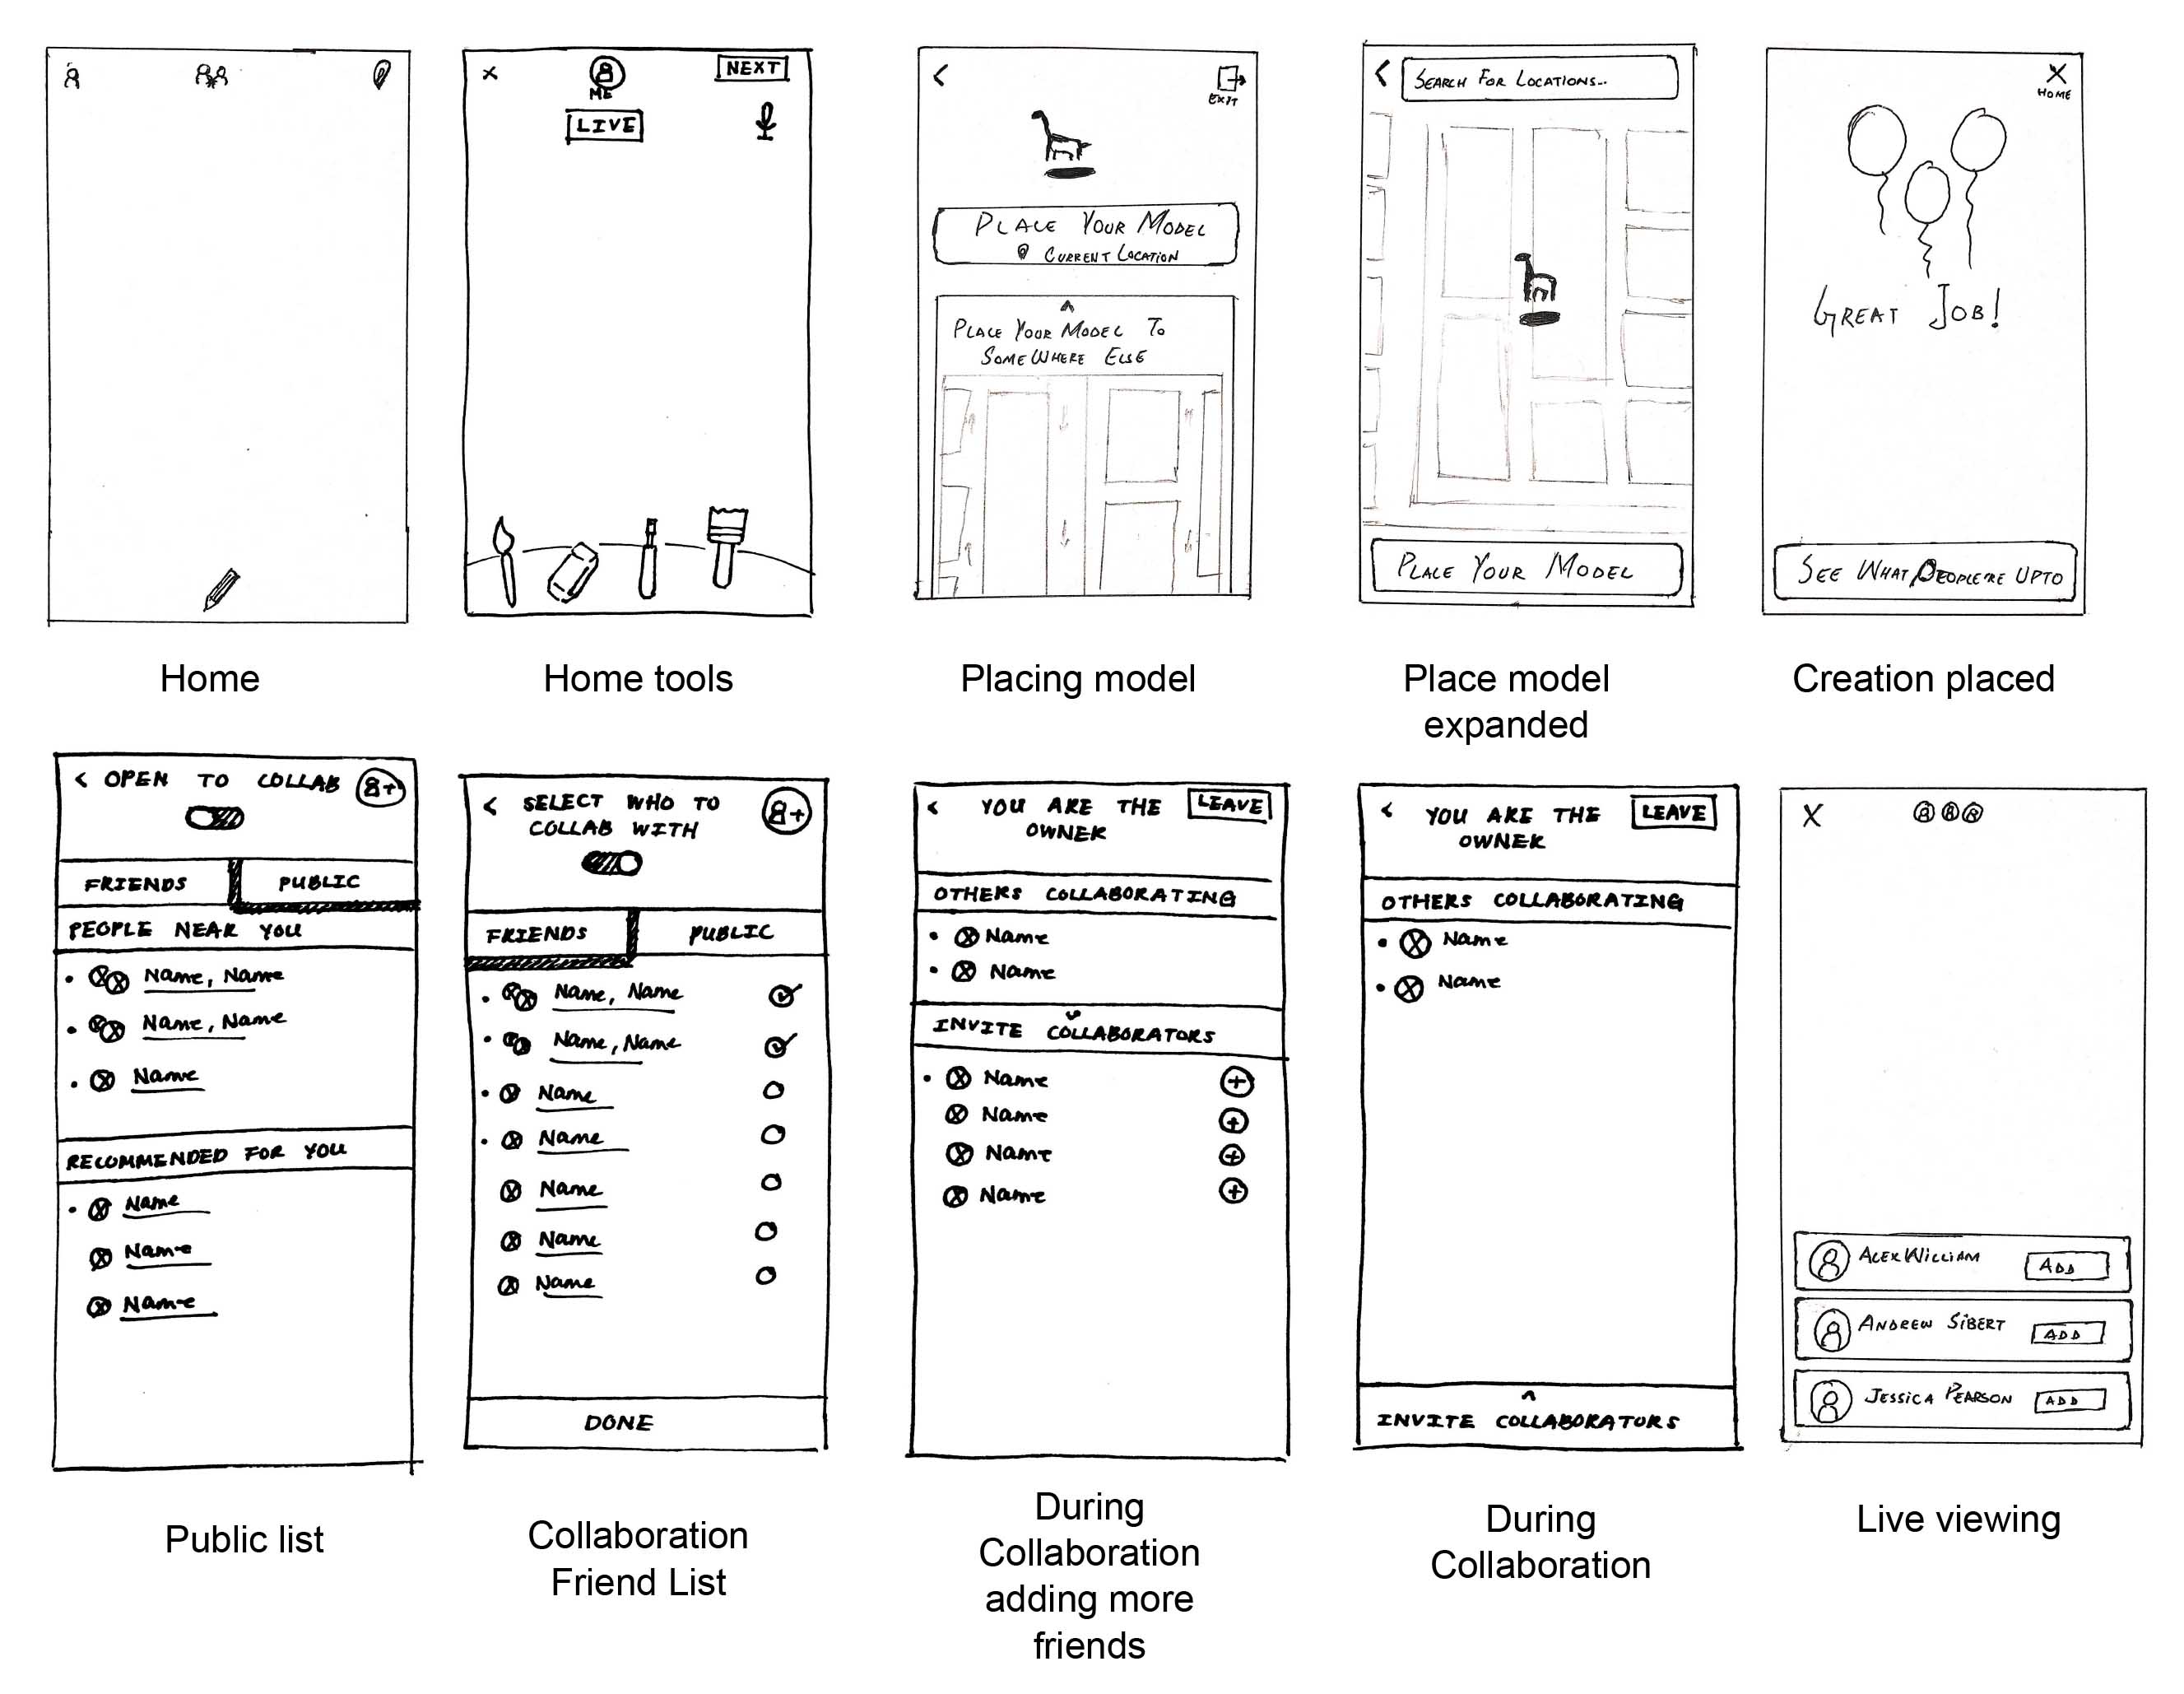 NEXT
ME
LIVE
EXIT
PLACE YOUR MODEL
CURRENT LOCATION
PLACE YOUR MODEL TO
SOMEWHERE ELSE
SEARCH FOR LOCATIONS..
PLACE YOUR MODEL
HOME
GREAT JOB!
SEE WHAT PEOPLE'RE UPTO
Home
Home tools
Placing model
Place model
expanded
Creation placed
< OPEN TO COLLAB
FRIENDS
PUBLIC
PEOPLE NEAR YOU
Name, Name
Name, Name
Name
RECOMMENDED FOR YOU
Name
Name
Name
< SELECT WHO TO
COLLAB WITH
FRIENDS
PUBLIC
Name, Name
Name, Name
Name
Name
Name
Name
Name
DONE
< YOU ARE THE
OWNER
LEAVE
OTHERS COLLABORATING
Name
Name
INVITE COLLABORATORS
Name
Name
Name
Name
< YOU ARE THE
OWNER
LEAVE
OTHERS COLLABORATING
Name
Name
INVITE COLLABORATORS
X
ALEX WILLIAM
ADD
ANDREW SIBERT
ADD
JESSICA PEARSON
ADD
Public list
Collaboration
Friend List
During
Collaboration
adding more
friends
During
Collaboration
Live viewing